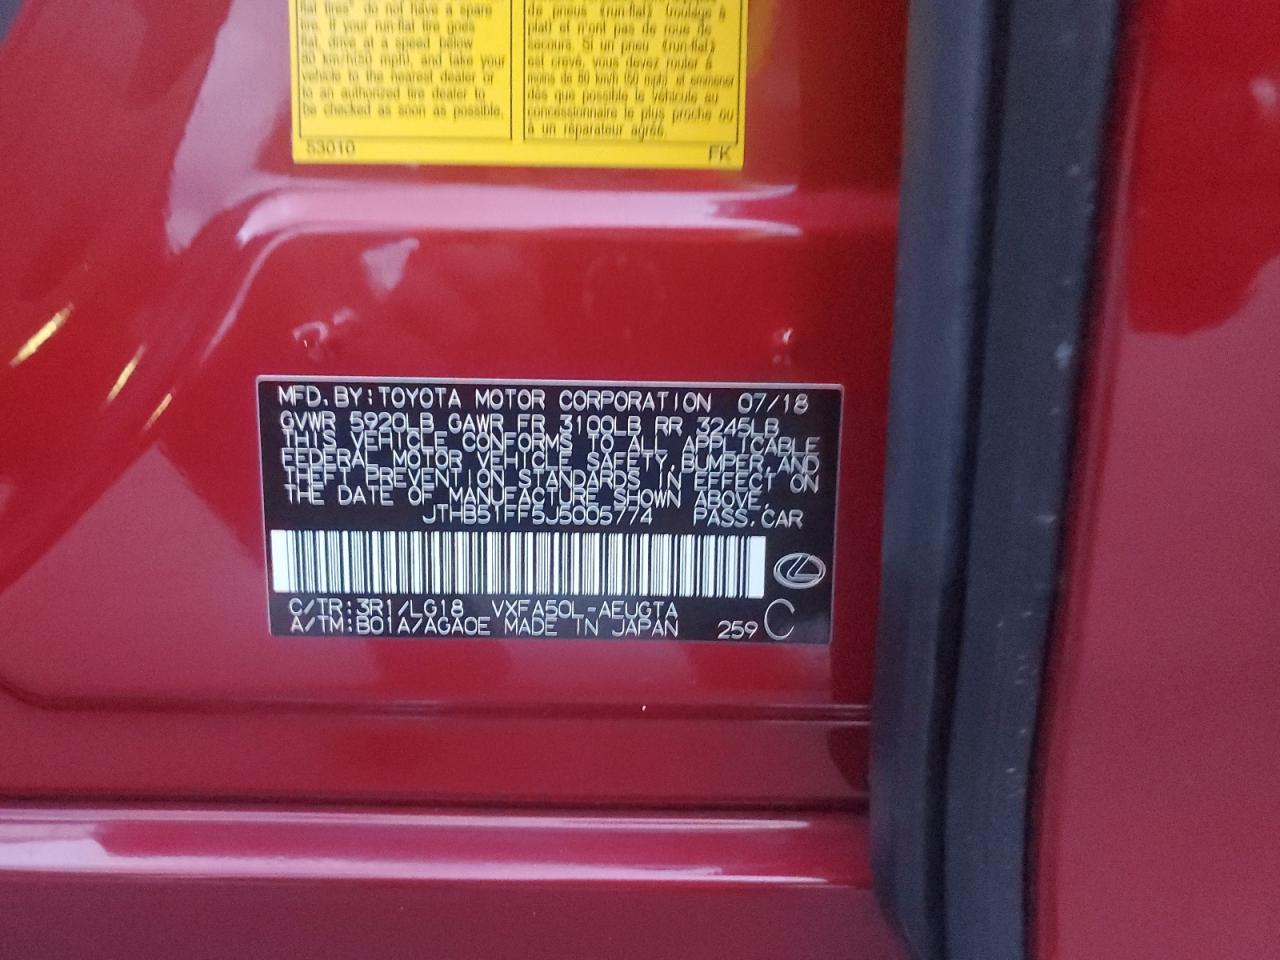 flat tires" do not have a spare
tire. If your run-flat tire goes
flat, drive at a speed below
80 km/h(50 mph), and take your
vehicle to the nearest dealer or
to an authorized tire dealer to
be checked as soon as possible.
de pneus (run-flat) (roulage à
plat et n'ont pas de roue de
secours. Si un pneu (run-flat)
est crevé, vous devez rouler à
moins de 80 km/h (50 mph), et emmener
dès que possible le véhicule au
concessionnaire le plus proche ou
à un réparateur agréé.
53010 FK
MFD. BY: TOYOTA MOTOR CORPORATION 07/18
GVWR 5920LB GAWR FR 3100LB RR 3245LB
THIS VEHICLE CONFORMS TO ALL APPLICABLE
FEDERAL MOTOR VEHICLE SAFETY, BUMPER, AND
THEFT PREVENTION STANDARDS IN EFFECT ON
THE DATE OF MANUFACTURE SHOWN ABOVE.
JTHB51FF5J5005774 PASS. CAR
C/TR: 3R1/LG18 VXFA50L-AEUGTA
A/TM: B01A/AGA0E MADE IN JAPAN 259 C